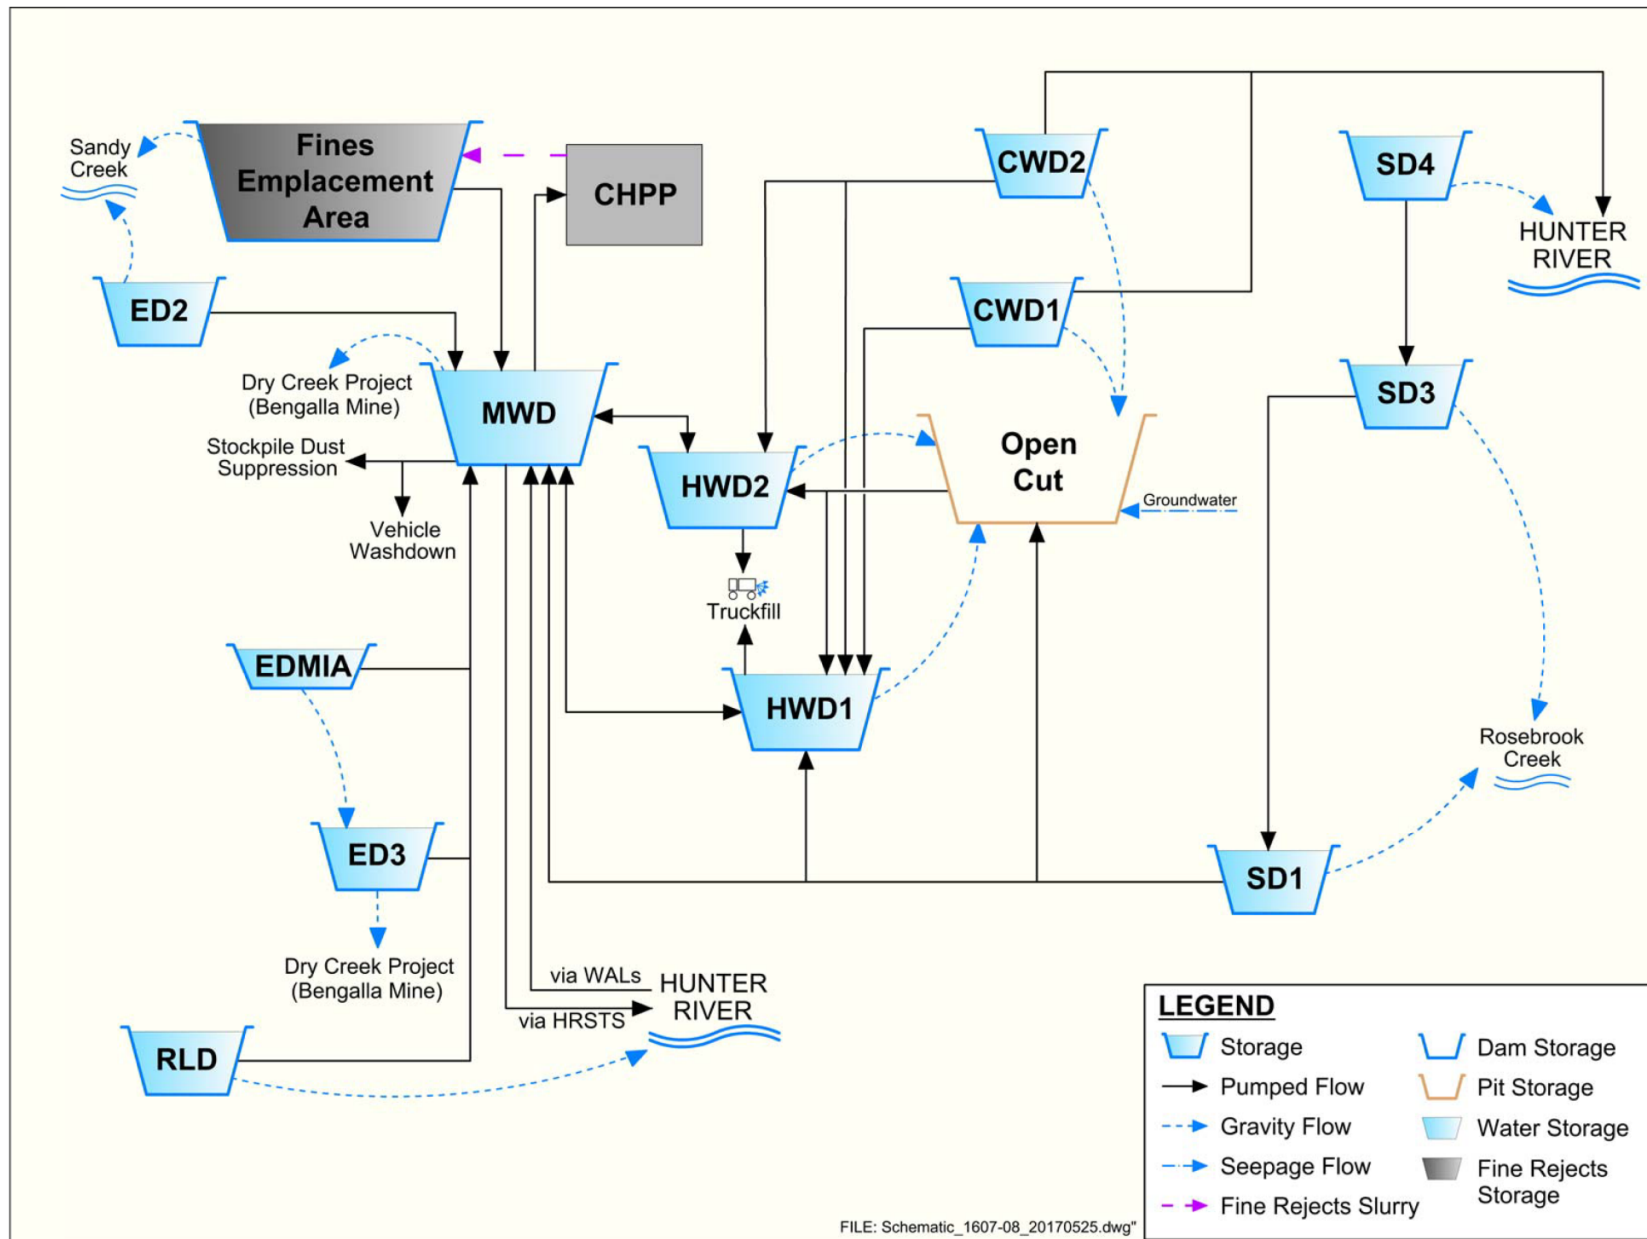 Sandy
Creek
Fines
Emplacement
Area
CHPP
CWD2
SD4
HUNTER
RIVER
ED2
CWD1
Dry Creek Project
(Bengalla Mine)
MWD
SD3
Stockpile Dust
Suppression
HWD2
Open
Cut
Groundwater
Vehicle
Washdown
Truckfill
EDMIA
HWD1
Rosebrook
Creek
ED3
SD1
Dry Creek Project
(Bengalla Mine)
via WALs
HUNTER
RIVER
via HRSTS
RLD
LEGEND
Storage
Pumped Flow
Gravity Flow
Seepage Flow
Fine Rejects Slurry
Dam Storage
Pit Storage
Water Storage
Fine Rejects
Storage
FILE: Schematic_1607-08_20170525.dwg"